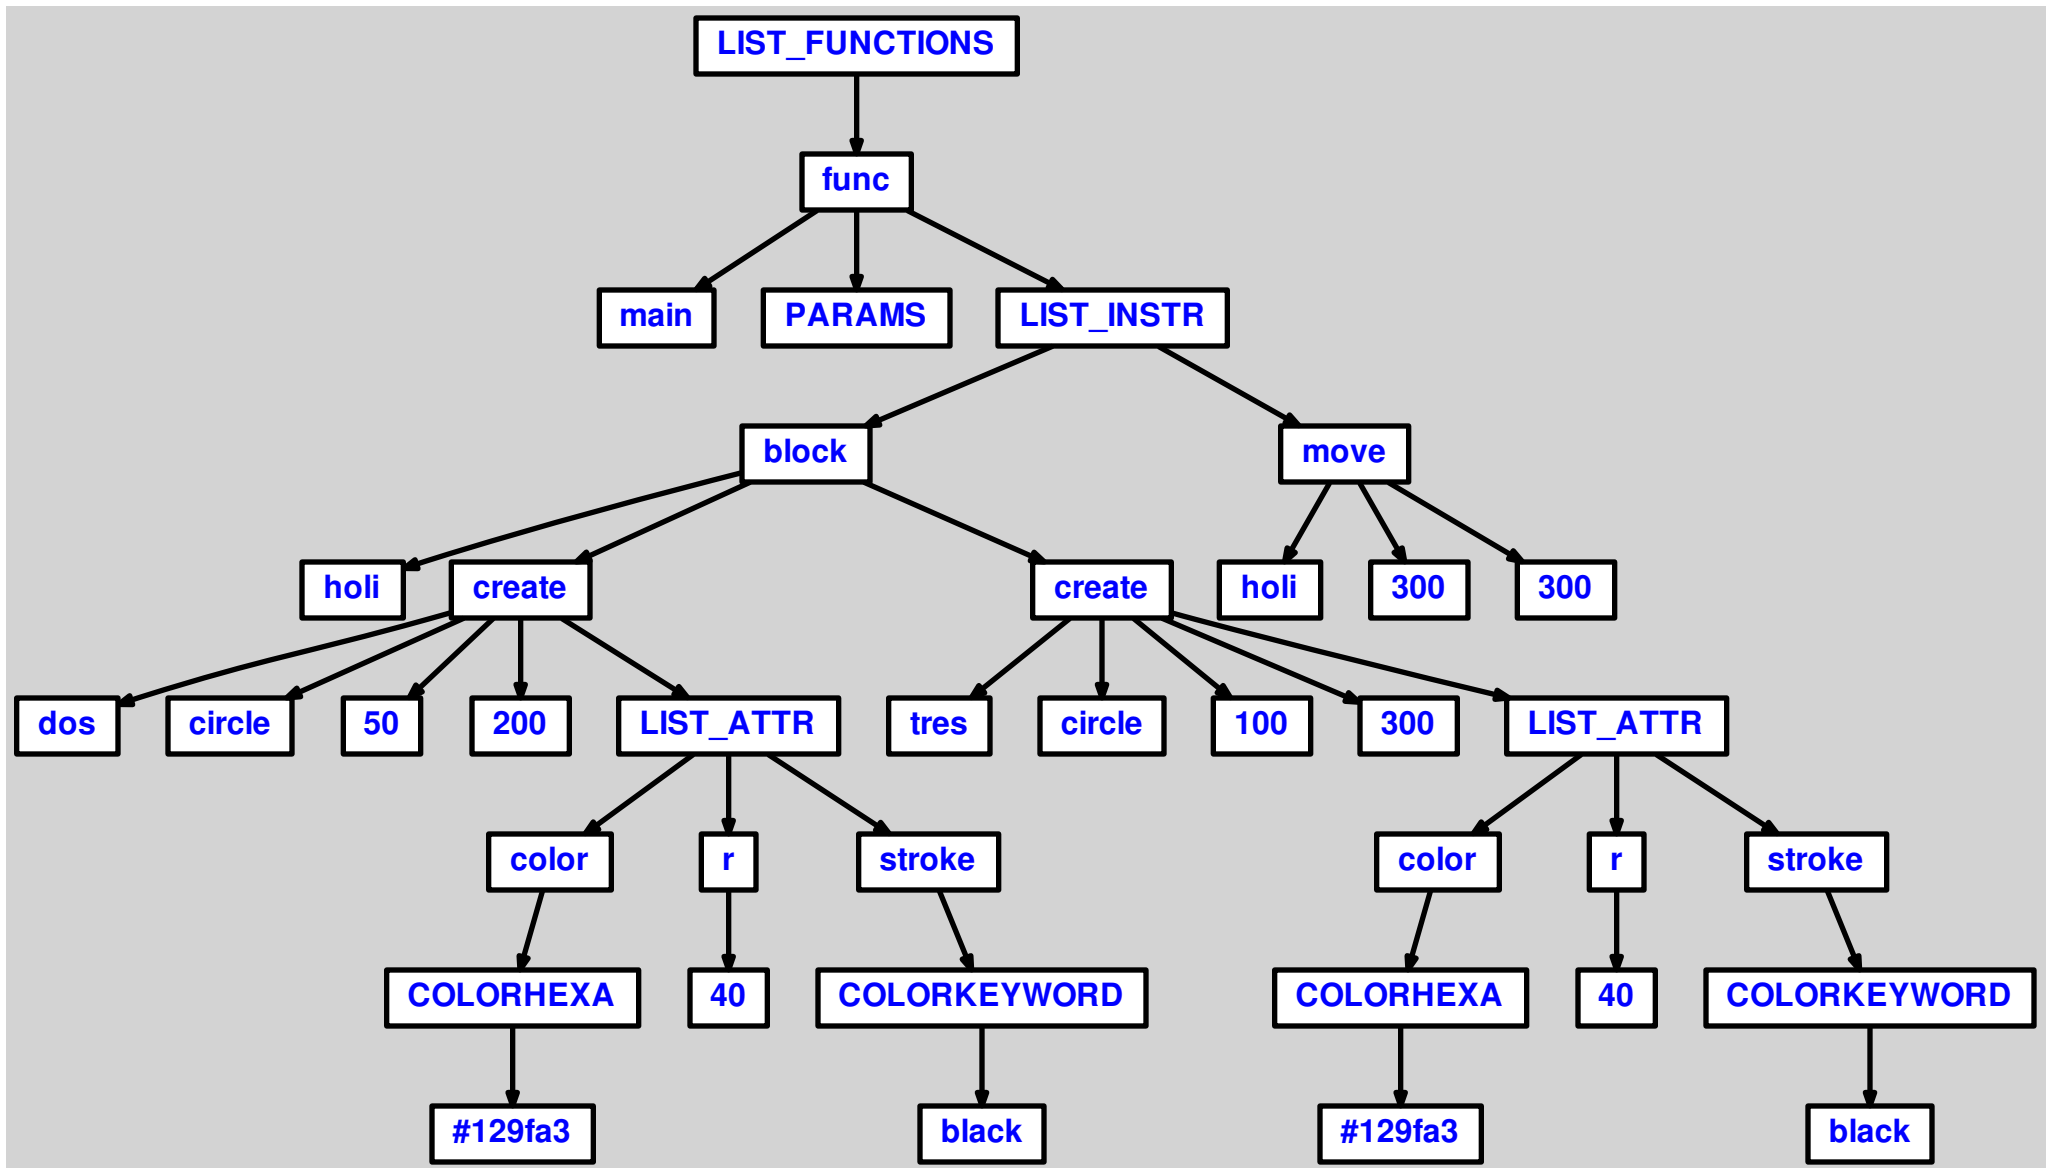 LIST_FUNCTIONS
func
main PARAMS LIST_INSTR
block move
holi create create holi 300 300
dos circle 50 200 LIST_ATTR tres circle 100 300 LIST_ATTR
color r stroke color r stroke
COLORHEXA 40 COLORKEYWORD COLORHEXA 40 COLORKEYWORD
#129fa3 black #129fa3 black